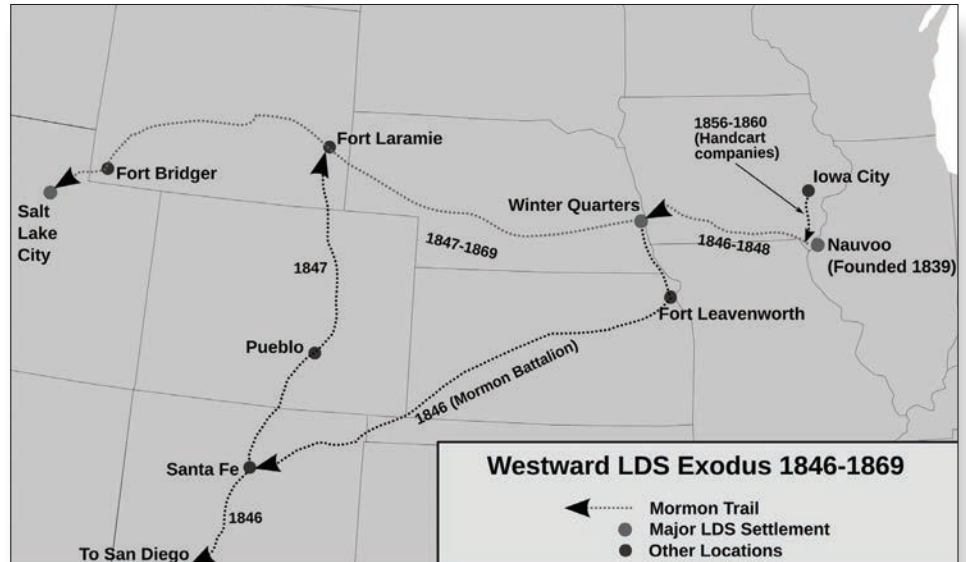 1856-1860
(Handcart
companies)
Fort Laramie
Fort Bridger
Iowa City
Winter Quarters
Salt
Lake
City
1847-1869
1846-1848
Nauvoo
(Founded 1839)
1847
Fort Leavenworth
Pueblo
1846 (Mormon Battalion)
Santa Fe
1846
To San Diego
Westward LDS Exodus 1846-1869
Mormon Trail
Major LDS Settlement
Other Locations